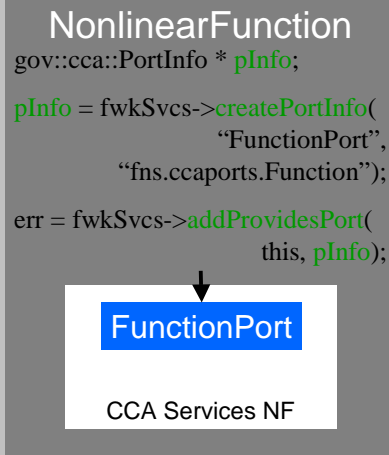 NonlinearFunction
gov::cca::PortInfo * pInfo;
pInfo = fwkSvcs->createPortInfo(
“FunctionPort”,
“fns.ccaports.Function”);
err = fwkSvcs->addProvidesPort(
this, pInfo);
FunctionPort
CCA Services NF